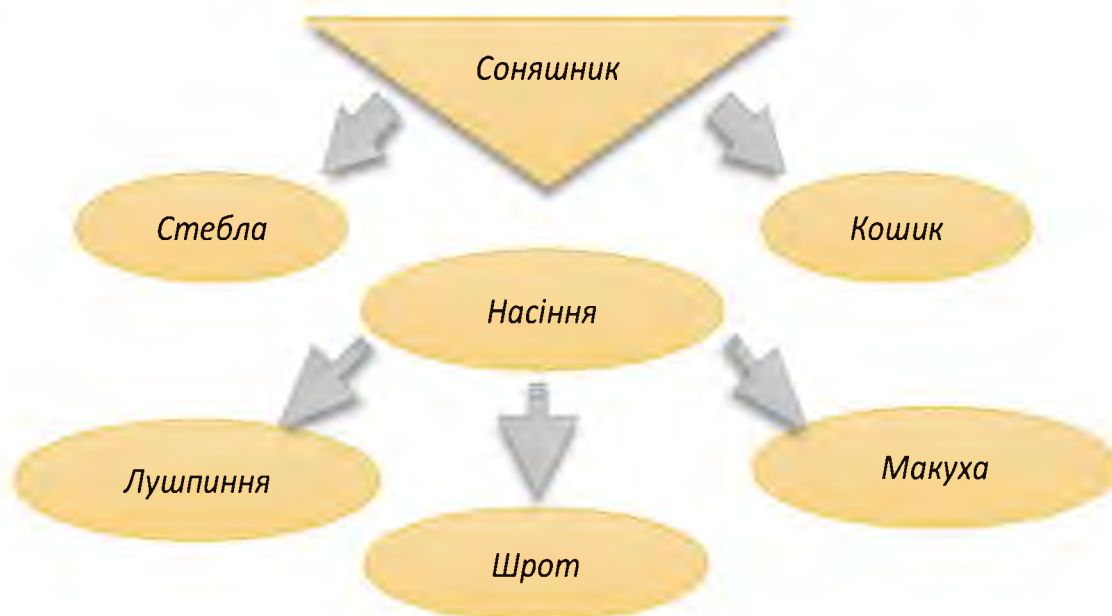 Соняшник
Стебла
Кошик
Насіння
Лушпиння
Макуха
Шрот